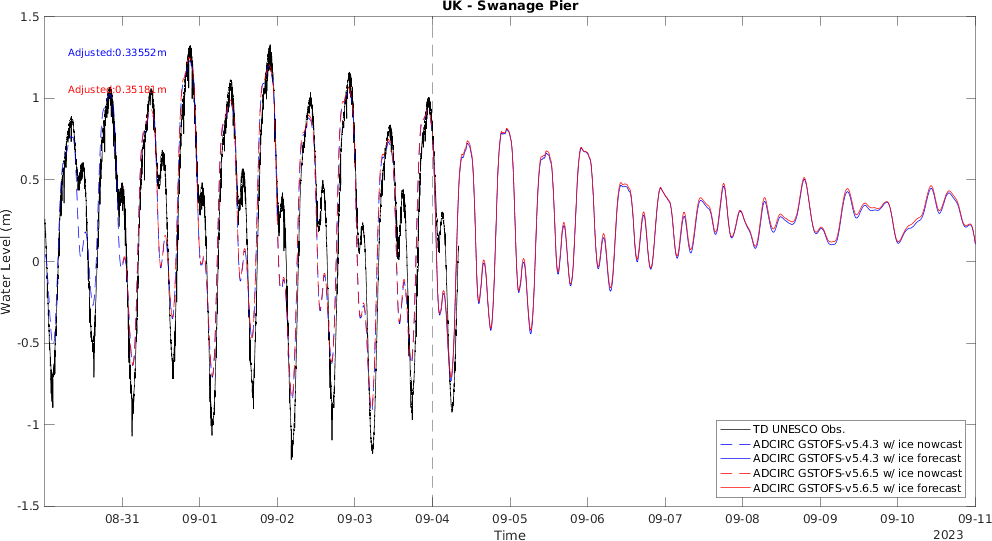 UK - Swanage Pier
1.5
1
0.5
0
-0.5
-1
-1.5
Water Level (m)
Adjusted:0.33552m
Adjusted:0.35181m
TD UNESCO Obs.
ADCIRC GSTOFS-v5.4.3 w/ ice nowcast
ADCIRC GSTOFS-v5.4.3 w/ ice forecast
ADCIRC GSTOFS-v5.6.5 w/ ice nowcast
ADCIRC GSTOFS-v5.6.5 w/ ice forecast
08-31 09-01 09-02 09-03 09-04 09-05 09-06 09-07 09-08 09-09 09-10 09-11
Time
2023